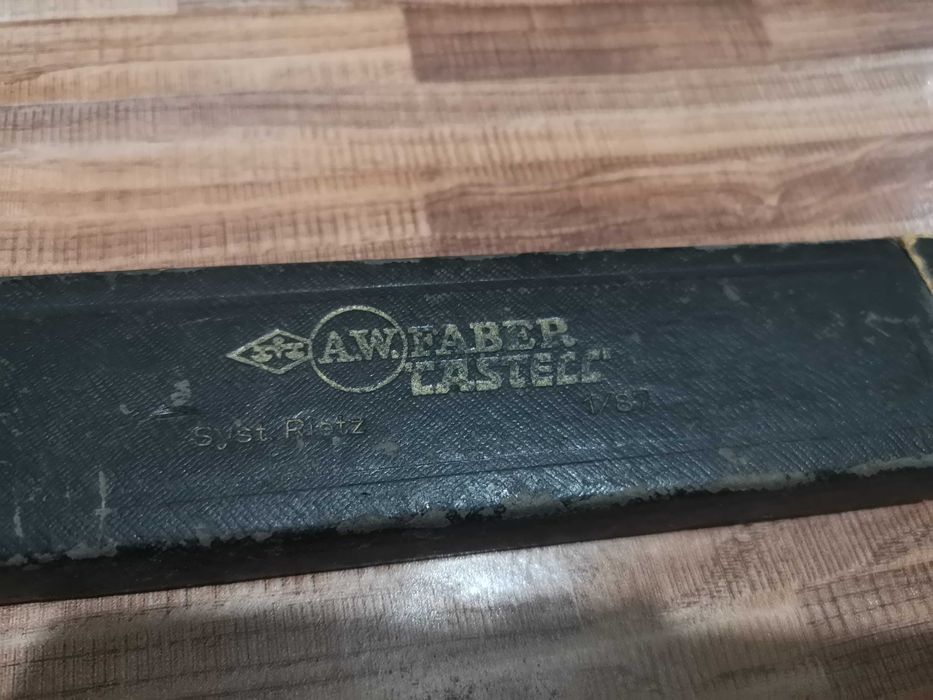 A.W. FABER
"CASTELL"
Syst Rietz 1/87